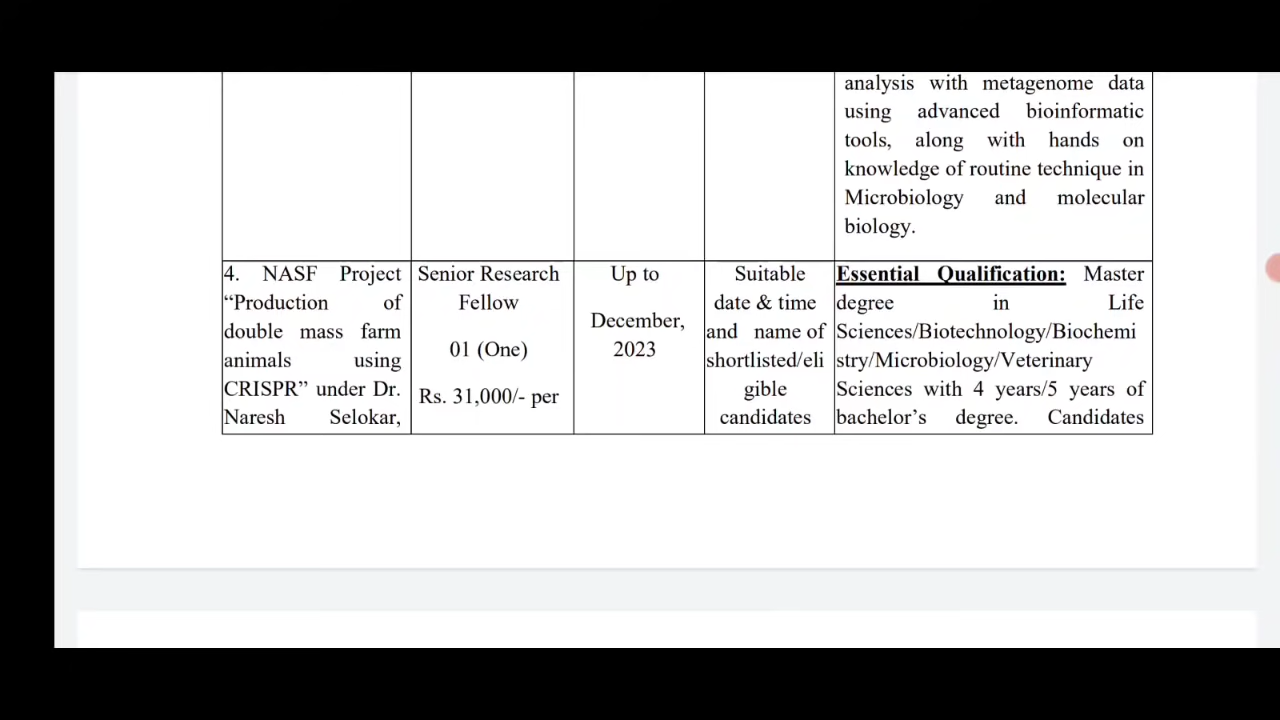 analysis with metagenome data
using advanced bioinformatic
tools, along with hands on
knowledge of routine technique in
Microbiology and molecular
biology.
4. NASF Project
“Production of
double mass farm
animals using
CRISPR” under Dr.
Naresh Selokar,
Senior Research
Fellow
01 (One)
Rs. 31,000/- per
Up to
December,
2023
Suitable
date & time
and name of
shortlisted/eli
gible
candidates
Essential Qualification: Master
degree in Life
Sciences/Biotechnology/Biochemi
stry/Microbiology/Veterinary
Sciences with 4 years/5 years of
bachelor’s degree. Candidates